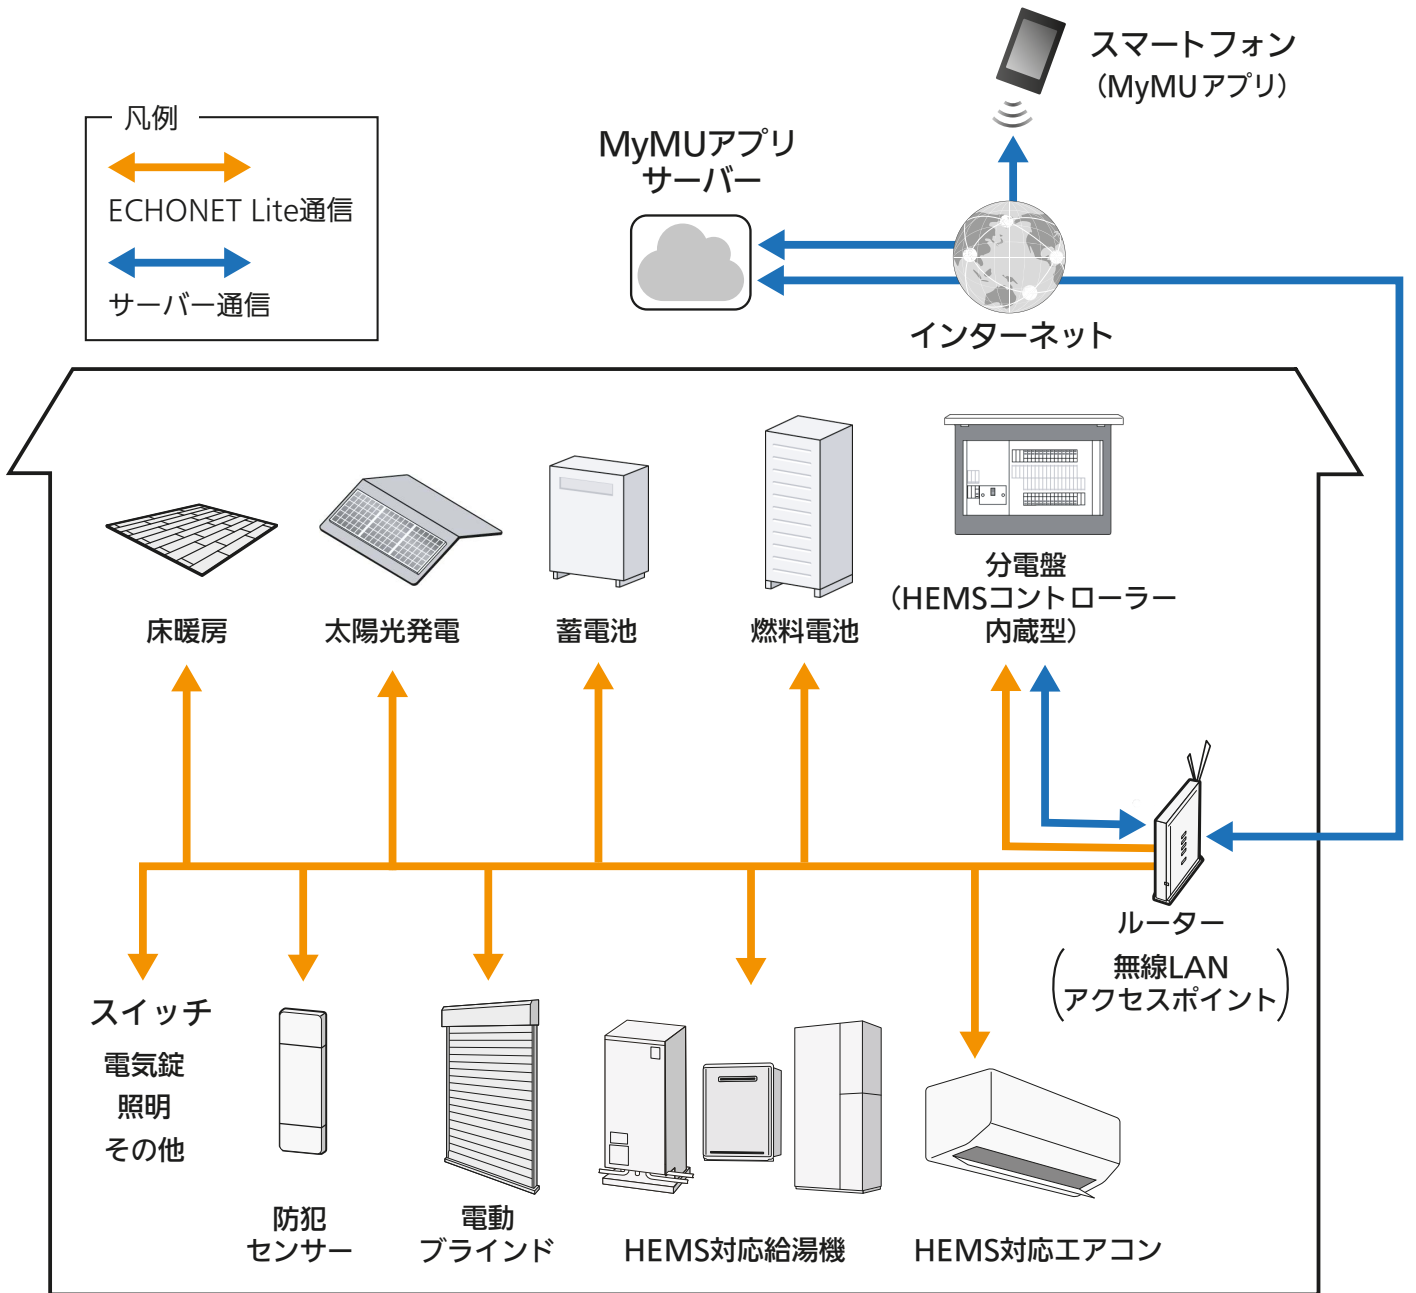 スマートフォン
（MyMUアプリ）
凡例
ECHONET Lite通信
サーバー通信
MyMUアプリ
サーバー
インターネット
床暖房
太陽光発電
蓄電池
燃料電池
分電盤
（HEMSコントローラー
内蔵型）
ルーター
（無線LAN
アクセスポイント）
スイッチ
電気錠
照明
その他
防犯
センサー
電動
ブラインド
HEMS対応給湯機
HEMS対応エアコン